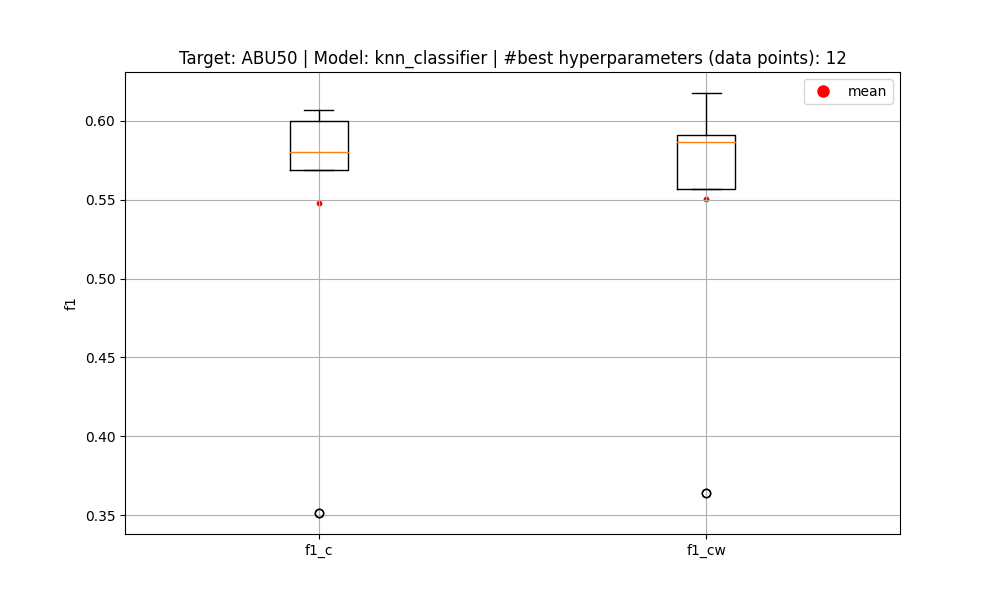 Target: ABU50 | Model: knn_classifier | #best hyperparameters (data points): 12
mean
0.60
0.55
0.50
0.45
0.40
0.35
f1
f1_c
f1_cw